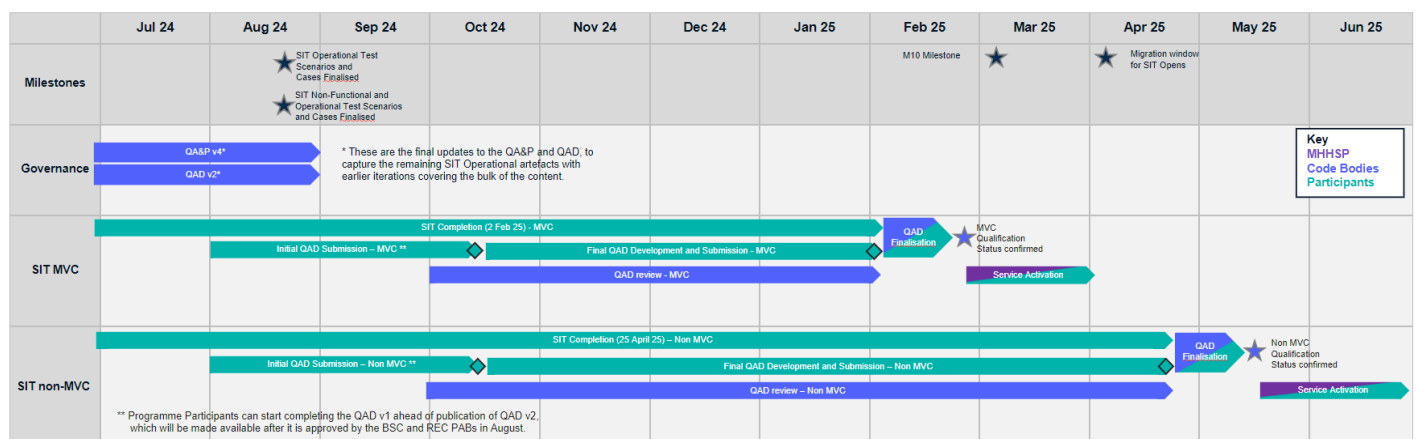 Jul 24 Aug 24 Sep 24 Oct 24 Nov 24 Dec 24 Jan 25 Feb 25 Mar 25 Apr 25 May 25 Jun 25
Milestones
SIT Operational Test
Scenarios and
Cases Finalised
SIT Non-Functional and
Operational Test Scenarios
and Cases Finalised
M10 Milestone
Migration window
for SIT Opens
Governance
QA&P v4*
QAD v2*
* These are the final updates to the QA&P and QAD, to
capture the remaining SIT Operational artefacts with
earlier iterations covering the bulk of the content.
Key
MHHSP
Code Bodies
Participants
SIT MVC
SIT Completion (2 Feb 25) - MVC
Initial QAD Submission – MVC **
Final QAD Development and Submission - MVC
QAD review - MVC
QAD
Finalisation
MVC
Qualification
Status confirmed
Service Activation
SIT non-MVC
SIT Completion (25 April 25) – Non MVC
Initial QAD Submission – Non MVC **
Final QAD Development and Submission – Non MVC
QAD review – Non MVC
QAD
Finalisation
Non MVC
Qualification
Status confirmed
Service Activation
** Programme Participants can start completing the QAD v1 ahead of publication of QAD v2,
which will be made available after it is approved by the BSC and REC PABs in August.